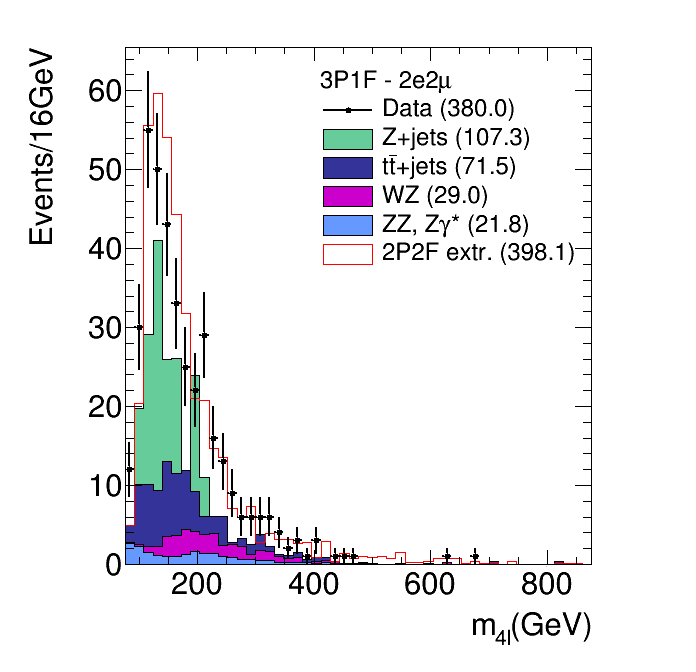 Events/16GeV
3P1F - 2e2μ
Data (380.0)
Z+jets (107.3)
tt̄+jets (71.5)
WZ (29.0)
ZZ, Zγ* (21.8)
2P2F extr. (398.1)
60
50
40
30
20
10
0
200 400 600 800
m4l(GeV)